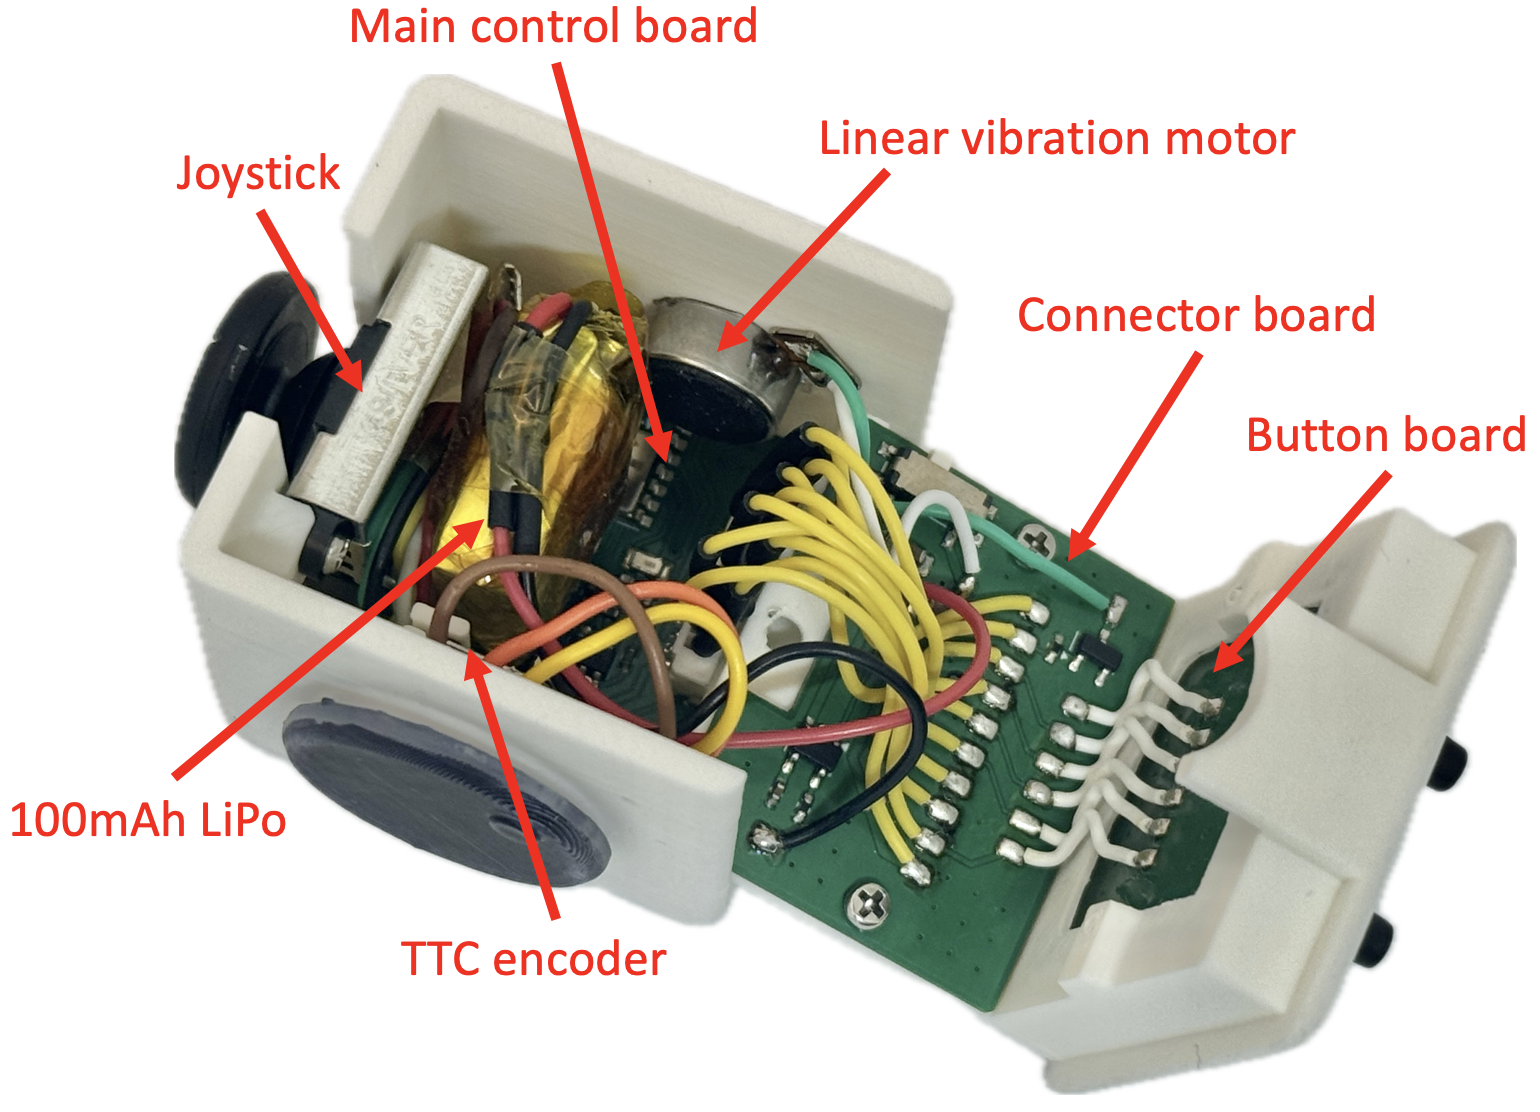 Main control board
Linear vibration motor
Joystick
Connector board
Button board
100mAh LiPo
TTC encoder